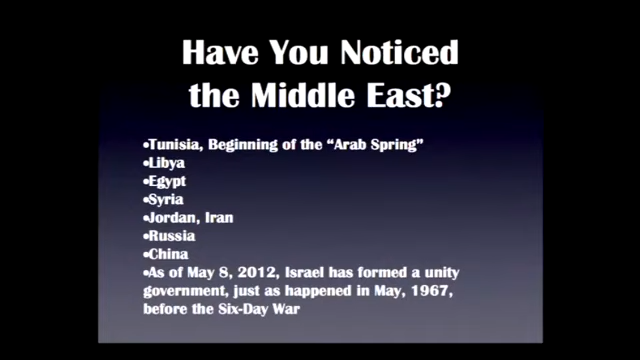 Have You Noticed
the Middle East?
•Tunisia, Beginning of the “Arab Spring”
•Libya
•Egypt
•Syria
•Jordan, Iran
•Russia
•China
•As of May 8, 2012, Israel has formed a unity
government, just as happened in May, 1967,
before the Six-Day War